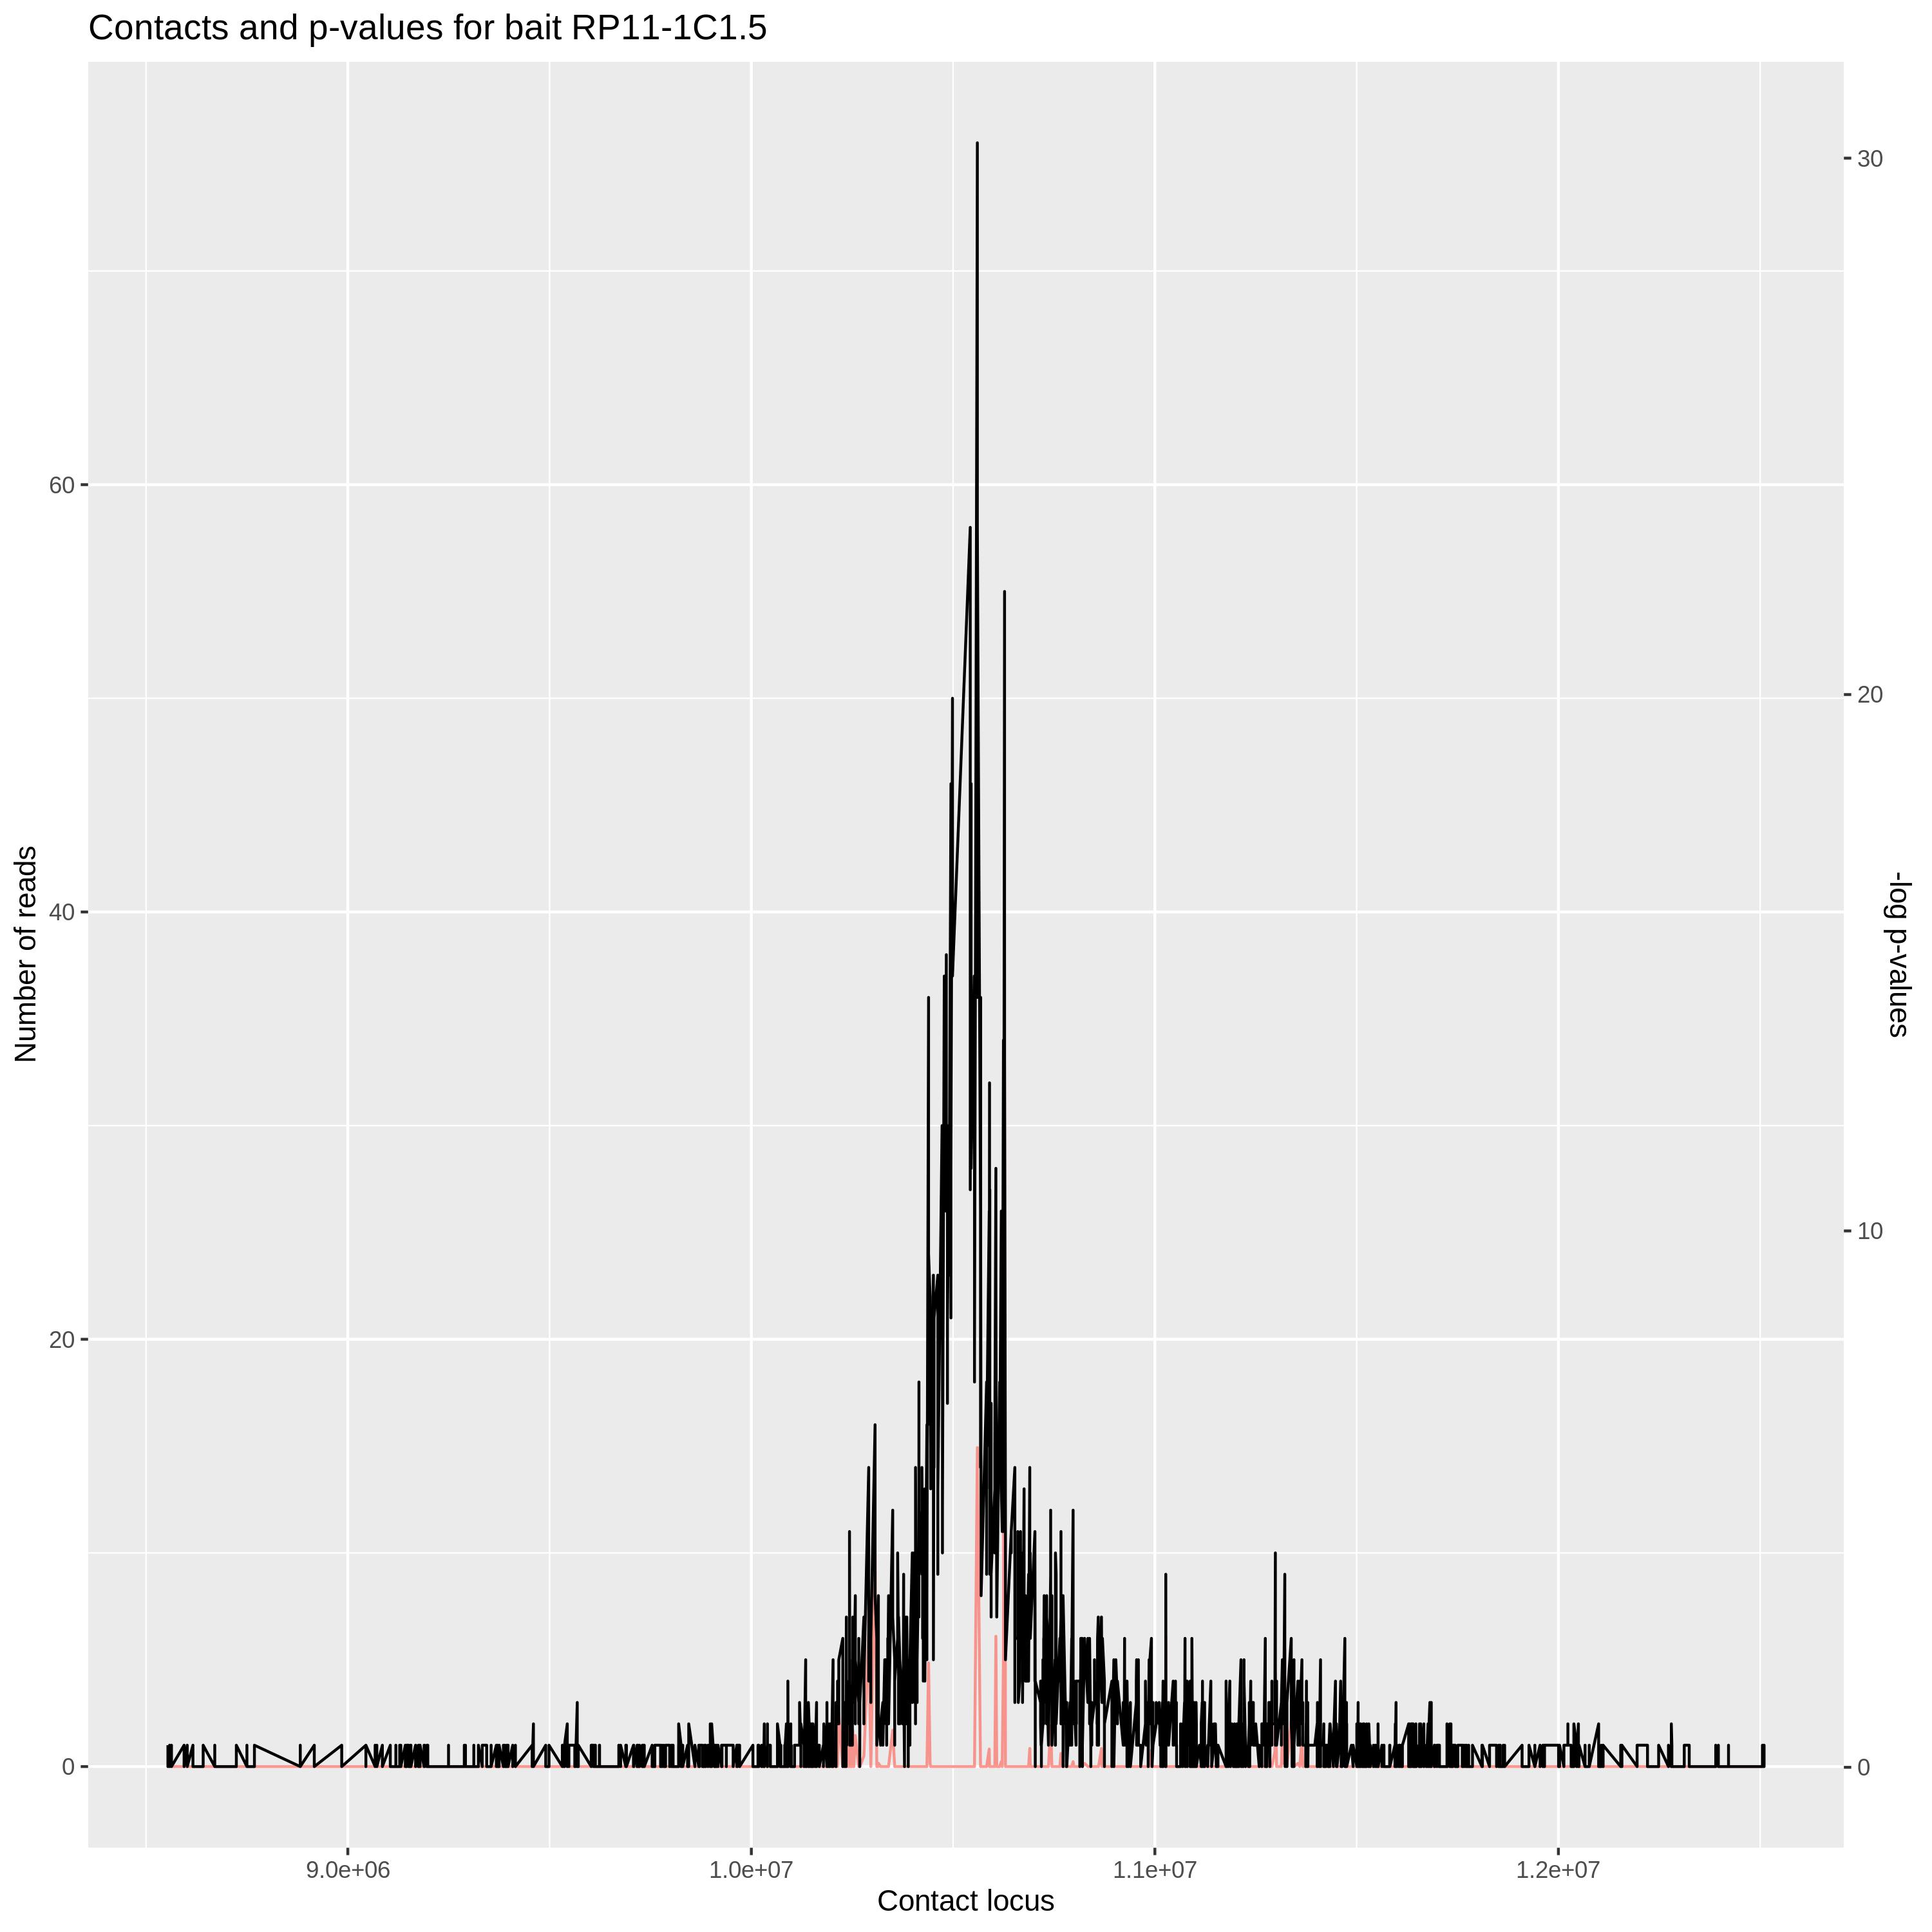 Contacts and p-values for bait RP11-1C1.5
Number of reads
60
40
20
0
30
20
10
0
-log p-values
9.0e+06 1.0e+07 1.1e+07 1.2e+07
Contact locus